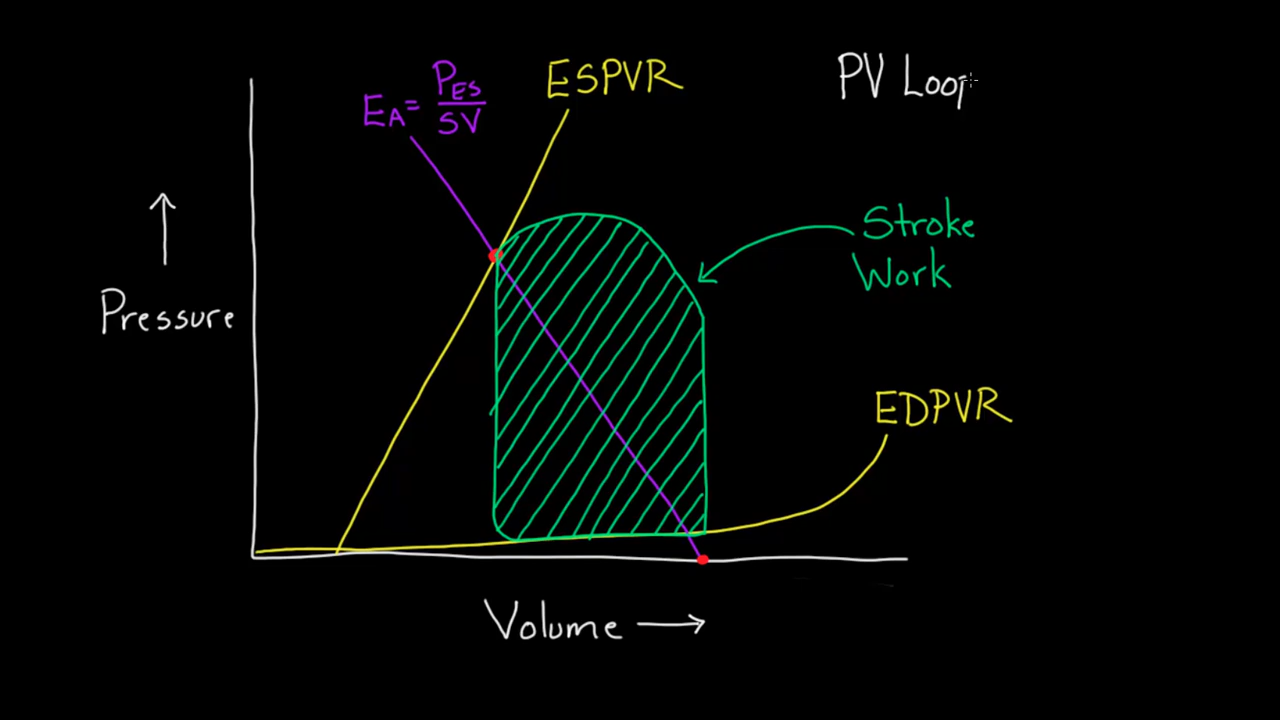 PV Loop
ESPVR
EA = PES
SV
Stroke
Work
Pressure
EDPVR
Volume